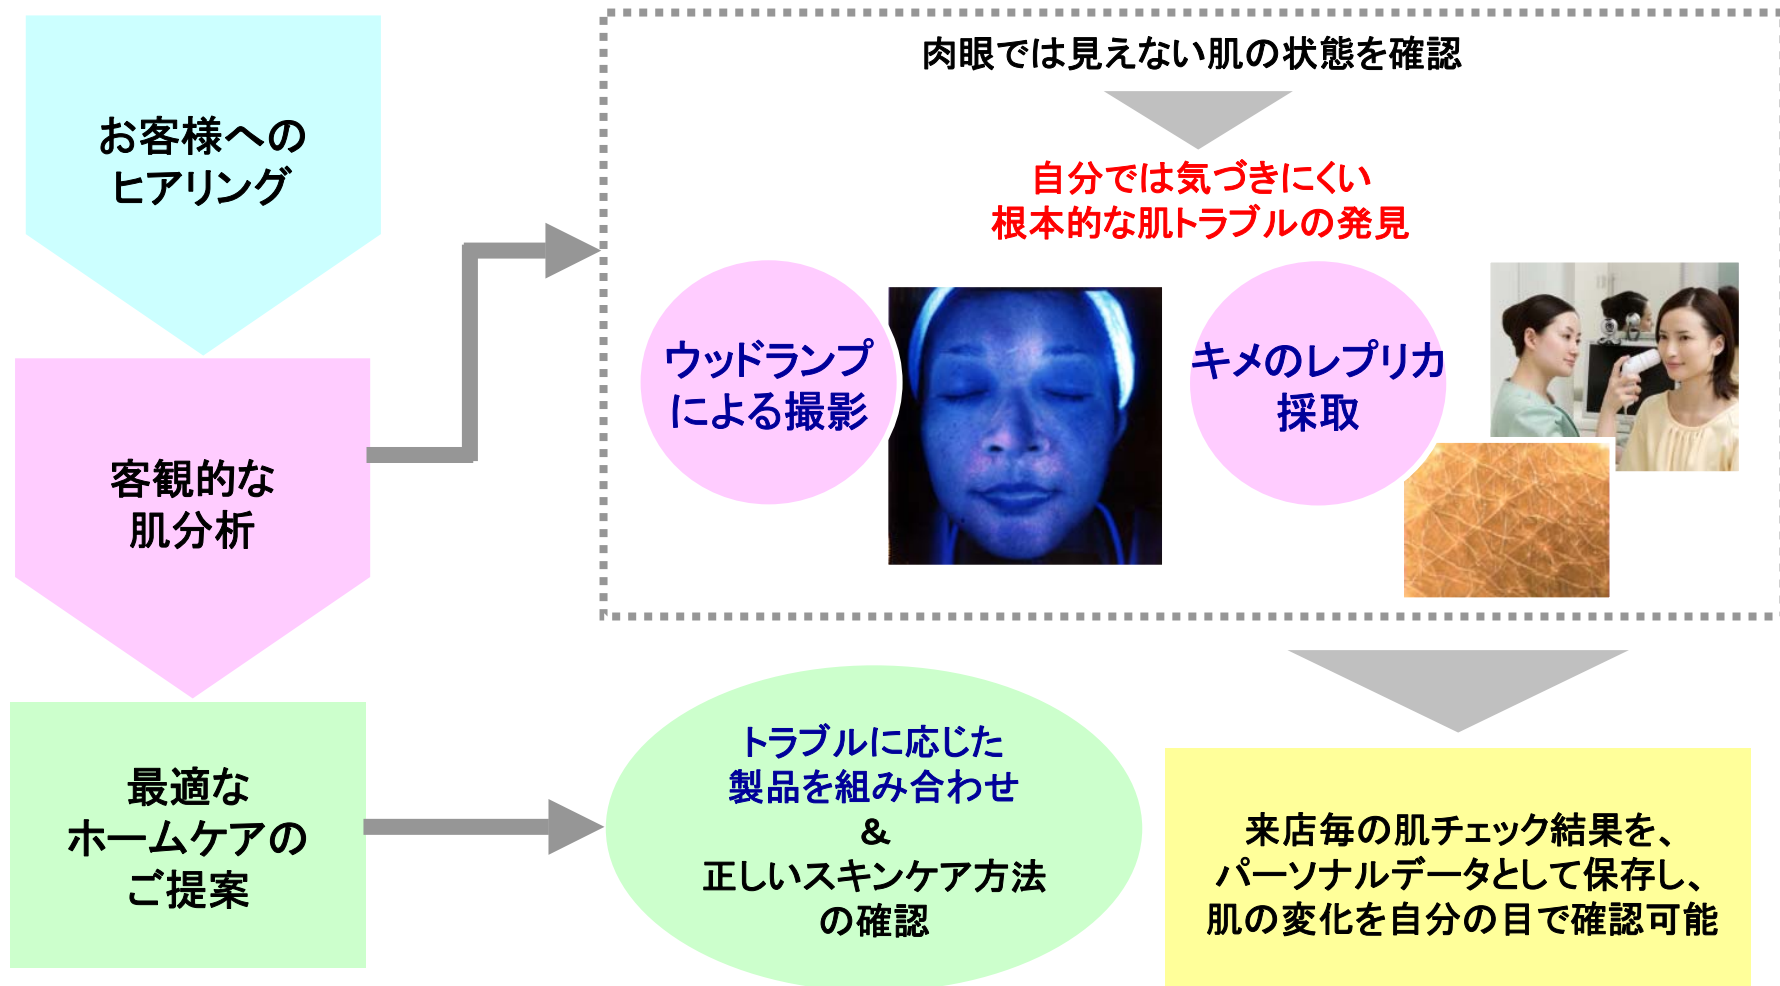 お客様への
ヒアリング
客観的な
肌分析
最適な
ホームケアの
ご提案
肉眼では見えない肌の状態を確認
自分では気づきにくい
根本的な肌トラブルの発見
ウッドランプ
による撮影
キメのレプリカ
採取
トラブルに応じた
製品を組み合わせ
＆
正しいスキンケア方法
の確認
来店毎の肌チェック結果を、
パーソナルデータとして保存し、
肌の変化を自分の目で確認可能